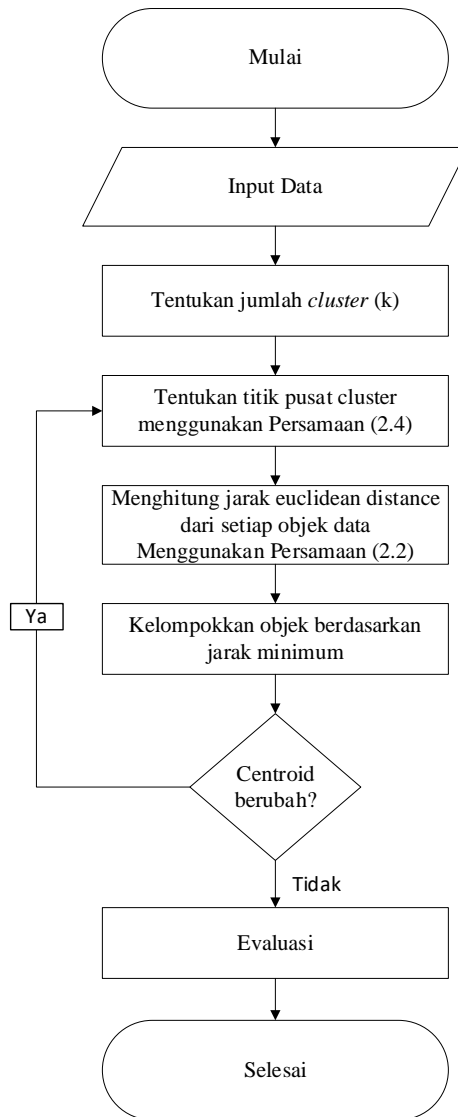 Mulai
Input Data
Tentukan jumlah cluster (k)
Tentukan titik pusat cluster
menggunakan Persamaan (2.4)
Menghitung jarak euclidean distance
dari setiap objek data
Menggunakan Persamaan (2.2)
Ya
Kelompokkan objek berdasarkan
jarak minimum
Centroid
berubah?
Tidak
Evaluasi
Selesai